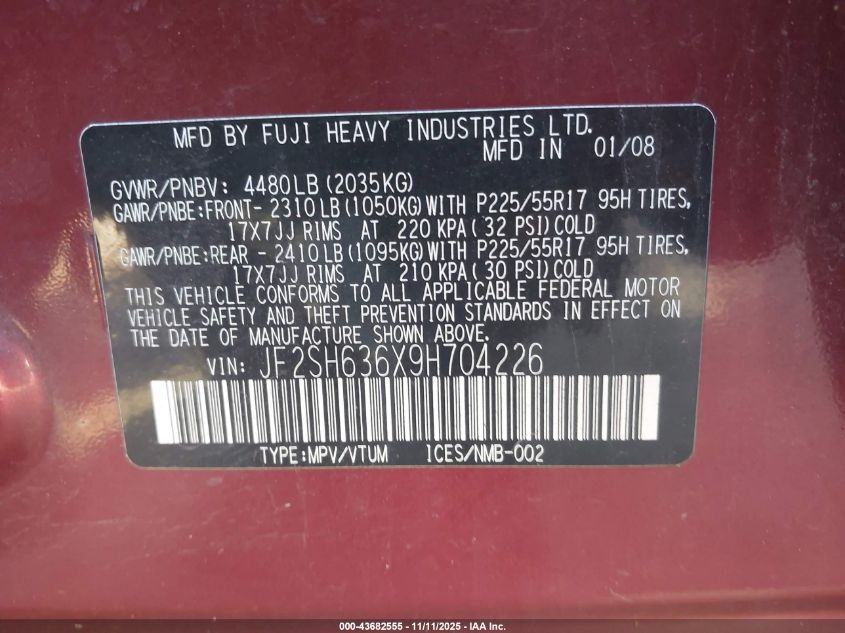 MFD BY FUJI HEAVY INDUSTRIES LTD.
MFD IN 01/08
GVWR/PNBV: 4480LB (2035KG)
GAWR/PNBE:FRONT- 2310LB (1050KG) WITH P225/55R17 95H TIRES,
17X7JJ RIMS AT 220 KPA ( 32 PSI) COLD
GAWR/PNBE:REAR - 2410LB (1095KG) WITH P225/55R17 95H TIRES,
17X7JJ RIMS AT 210 KPA ( 30 PSI) COLD
THIS VEHICLE CONFORMS TO ALL APPLICABLE FEDERAL MOTOR
VEHICLE SAFETY AND THEFT PREVENTION STANDARDS IN EFFECT ON
THE DATE OF MANUFACTURE SHOWN ABOVE.
VIN: JF2SH636X9H704226
TYPE:MPV/VTUM ICES/NMB-002
000-43682555 - 11/11/2025 - IAA Inc.